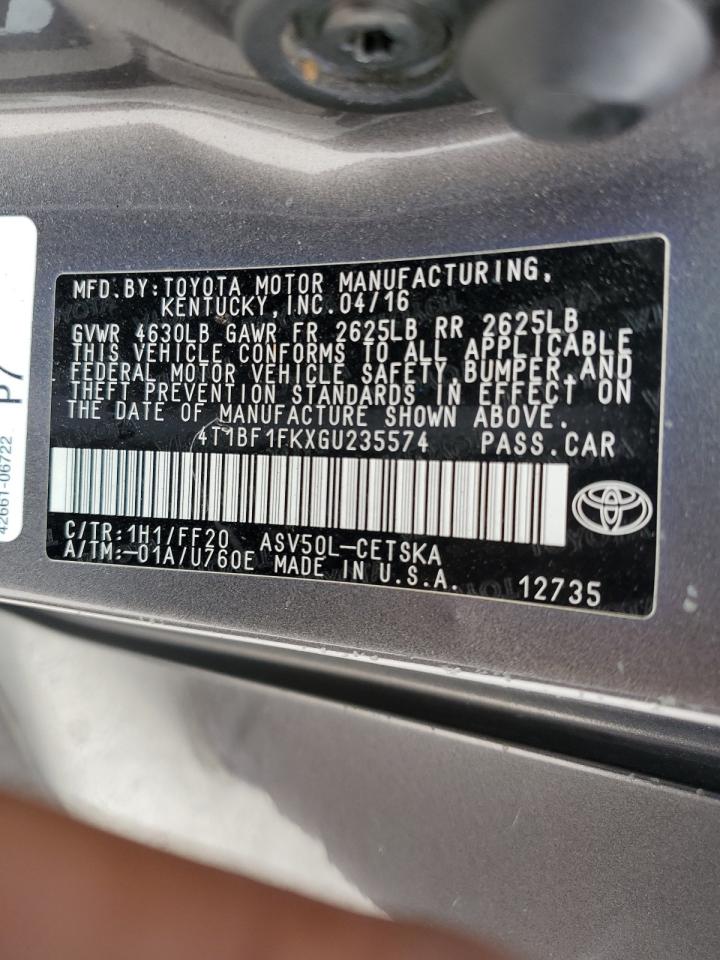 MFD.BY:TOYOTA MOTOR MANUFACTURING,
KENTUCKY,INC.04/16
GVWR 4630LB GAWR FR 2625LB RR 2625LB
THIS VEHICLE CONFORMS TO ALL APPLICABLE
FEDERAL MOTOR VEHICLE SAFETY,BUMPER,AND
THEFT PREVENTION STANDARDS IN EFFECT ON
THE DATE OF MANUFACTURE SHOWN ABOVE.
4T1BF1FKXGU235574 PASS.CAR
C/TR:1H1/FF20 ASV50L-CETSKA
A/TM:-01A/U760E MADE IN U.S.A. 12735
P7
42661-06722